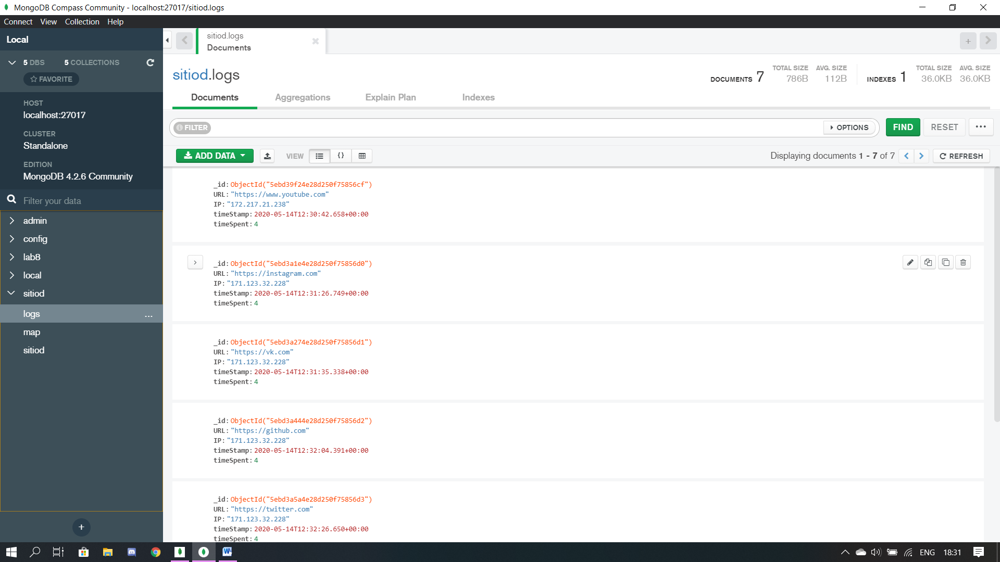 MongoDB Compass Community - localhost:27017/sitiod.logs
Connect View Collection Help
Local
5 DBS 5 COLLECTIONS
FAVORITE
HOST
localhost:27017
CLUSTER
Standalone
EDITION
MongoDB 4.2.6 Community
Filter your data
admin
config
lab8
local
sitiod
logs ...
map
sitiod
+
sitiod.logs
Documents
sitiod.logs
DOCUMENTS 7 TOTAL SIZE 786B AVG. SIZE 112B INDEXES 1 TOTAL SIZE 36.0KB AVG. SIZE 36.0KB
Documents Aggregations Explain Plan Indexes
FILTER OPTIONS FIND RESET ...
ADD DATA VIEW {} Displaying documents 1 - 7 of 7 < > REFRESH
_id: ObjectId("5ebd39f24e28d250f75856cf")
URL: "https://www.youtube.com"
IP: "172.217.21.238"
timeStamp: 2020-05-14T12:30:42.658+00:00
timeSpent: 4
_id: ObjectId("5ebd3a1e4e28d250f75856d0")
URL: "https://instagram.com"
IP: "171.123.32.228"
timeStamp: 2020-05-14T12:31:26.749+00:00
timeSpent: 4
_id: ObjectId("5ebd3a274e28d250f75856d1")
URL: "https://vk.com"
IP: "171.123.32.228"
timeStamp: 2020-05-14T12:31:35.338+00:00
timeSpent: 4
_id: ObjectId("5ebd3a444e28d250f75856d2")
URL: "https://github.com"
IP: "171.123.32.228"
timeStamp: 2020-05-14T12:32:04.391+00:00
timeSpent: 4
_id: ObjectId("5ebd3a5a4e28d250f75856d3")
URL: "https://twitter.com"
IP: "171.123.32.228"
timeStamp: 2020-05-14T12:32:26.650+00:00
timeSpent: 4
ENG 18:31